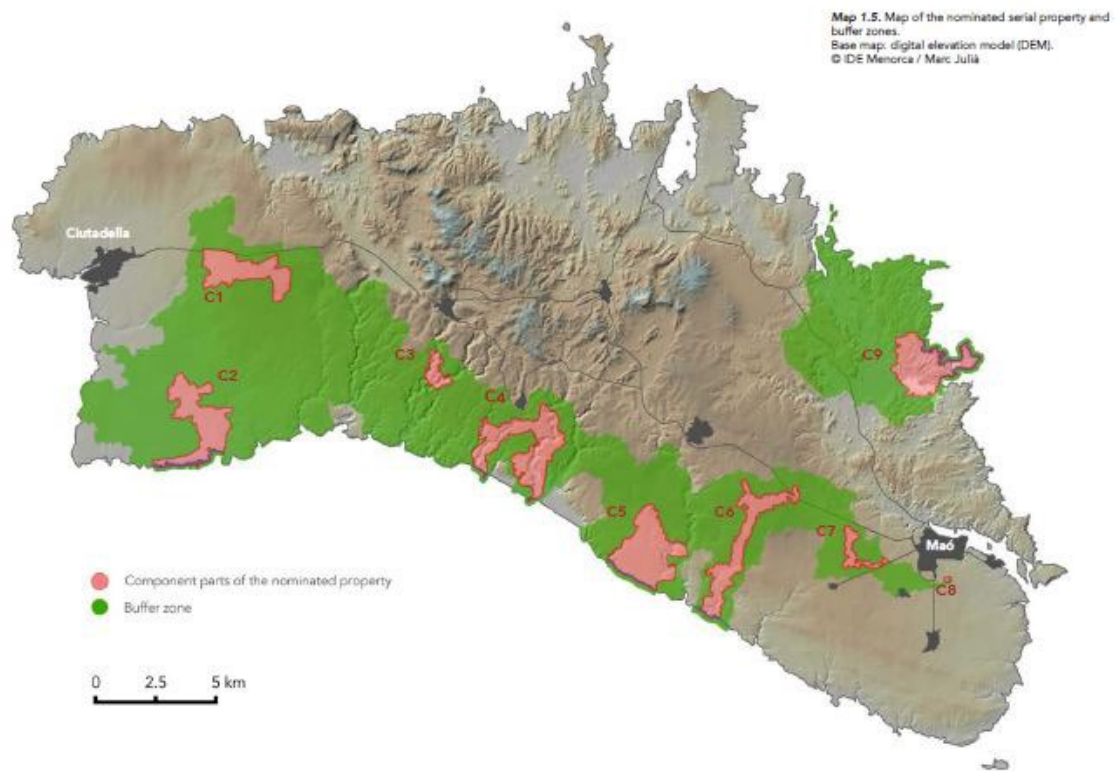 Map 1.5. Map of the nominated serial property and
buffer zones.
Base map: digital elevation model (DEM).
© IDE Menorca / Marc Julià
Ciutadella
C1
C2
C3
C4
C5
C6
C7
C8
C9
Maó
Component parts of the nominated property
Buffer zone
0 2.5 5 km